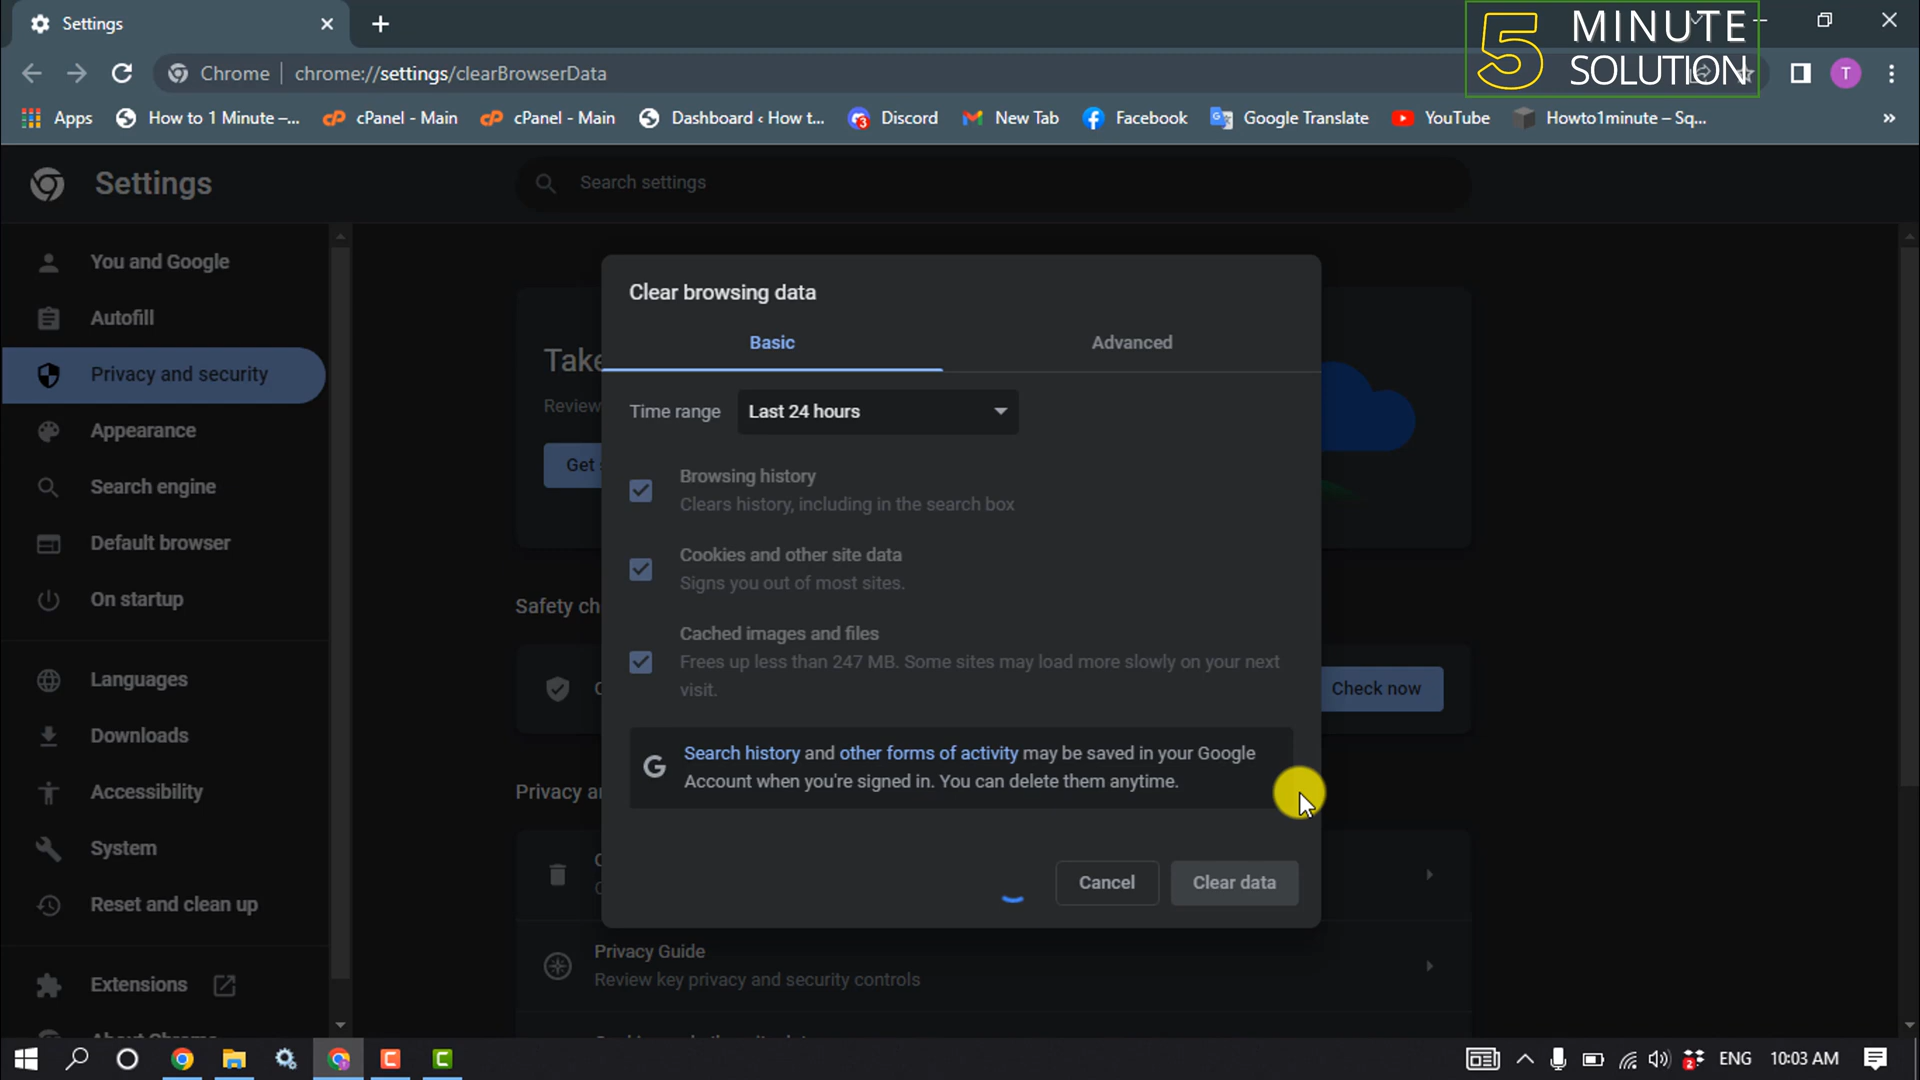 Settings
5 MINUTE SOLUTION
Chrome chrome://settings/clearBrowserData
T
Apps How to 1 Minute –... cPanel - Main cPanel - Main Dashboard ‹ How t... Discord New Tab Facebook Google Translate YouTube Howto1minute – Sq... »
Settings
Search settings
You and Google
Autofill
Privacy and security
Appearance
Search engine
Default browser
On startup
Languages
Downloads
Accessibility
System
Reset and clean up
Extensions
About Chrome
Take
Review
Get
Safety ch
Check now
Privacy an
Clear browsing data
Basic Advanced
Time range Last 24 hours
Browsing history
Clears history, including in the search box
Cookies and other site data
Signs you out of most sites.
Cached images and files
Frees up less than 247 MB. Some sites may load more slowly on your next
visit.
Search history and other forms of activity may be saved in your Google
Account when you're signed in. You can delete them anytime.
Cancel Clear data
Privacy Guide
Review key privacy and security controls
ENG 10:03 AM